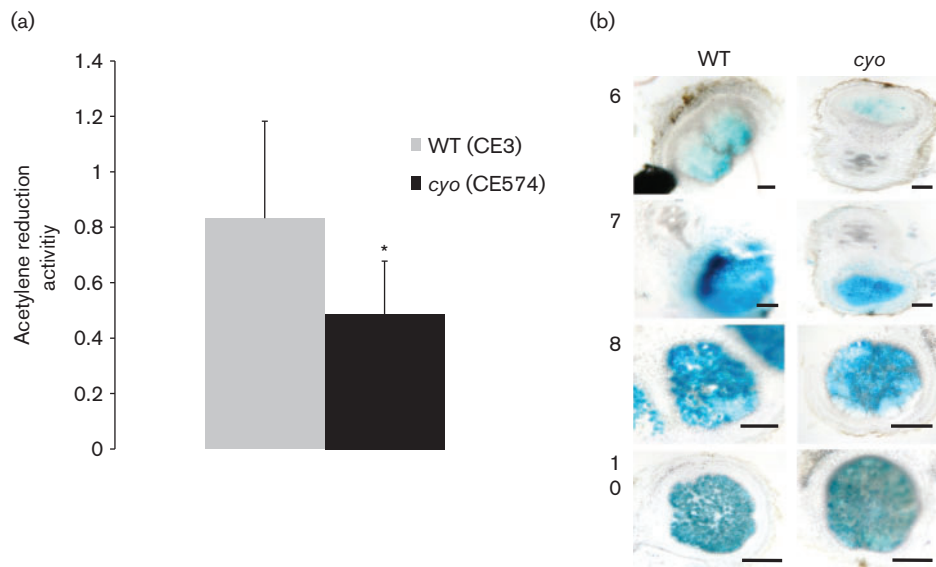 (a)
1.4
1.2
1
0.8
0.6
0.4
0.2
0
Acetylene reduction
activitiy
WT (CE3)
cyo (CE574)
*
(b)
WT cyo
6
7
8
1
0